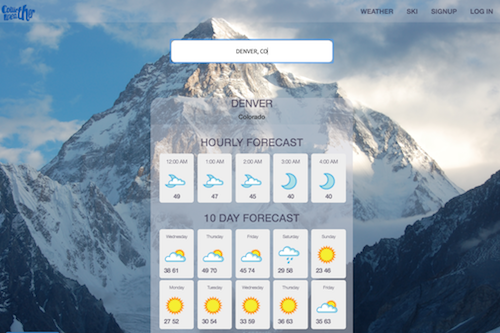 WEATHER SKI SIGNUP LOG IN
DENVER, CO
DENVER
Colorado
HOURLY FORECAST
12:00 AM 1:00 AM 2:00 AM 3:00 AM 4:00 AM
49 47 45 40 40
10 DAY FORECAST
Wednesday Thursday Friday Saturday Sunday
38 81 49 70 45 74 29 58 23 46
Monday Tuesday Wednesday Thursday Friday
27 52 30 54 33 59 36 63 35 63